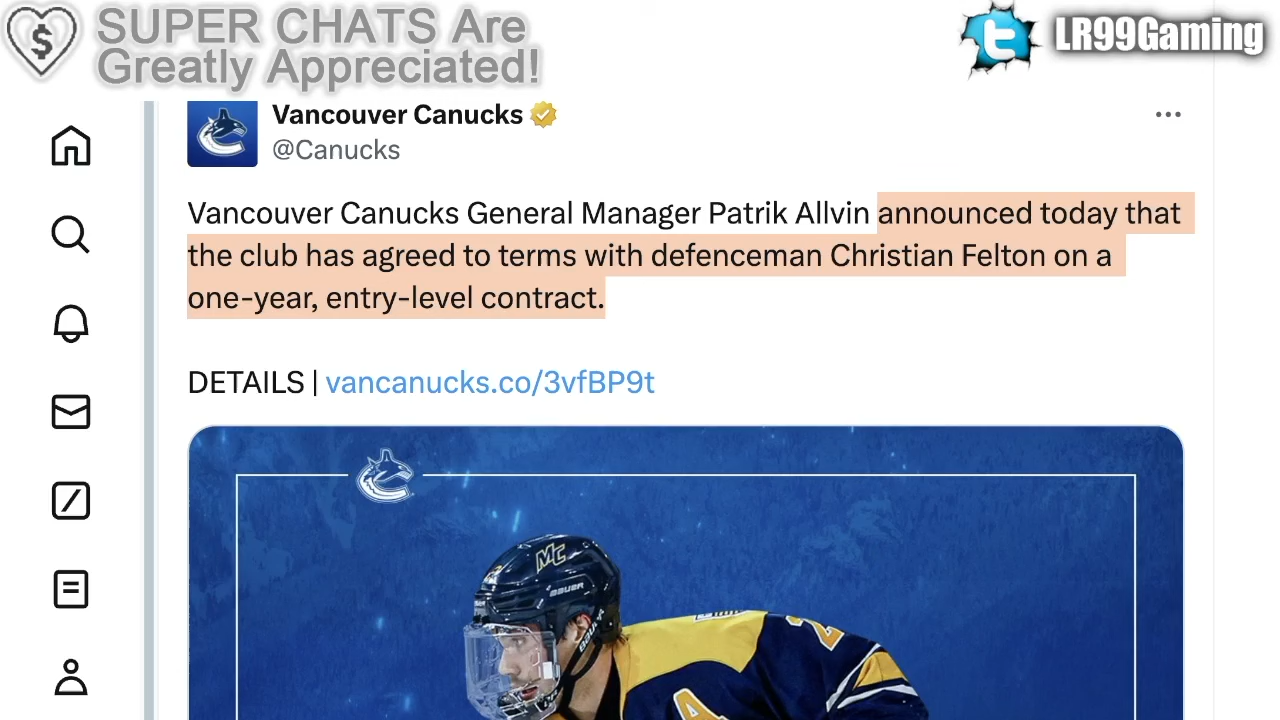 SUPER CHATS Are
Greatly Appreciated!
LR99Gaming
Vancouver Canucks
@Canucks
Vancouver Canucks General Manager Patrik Allvin announced today that
the club has agreed to terms with defenceman Christian Felton on a
one-year, entry-level contract.
DETAILS | vancanucks.co/3vfBP9t
MC
BAUER
A